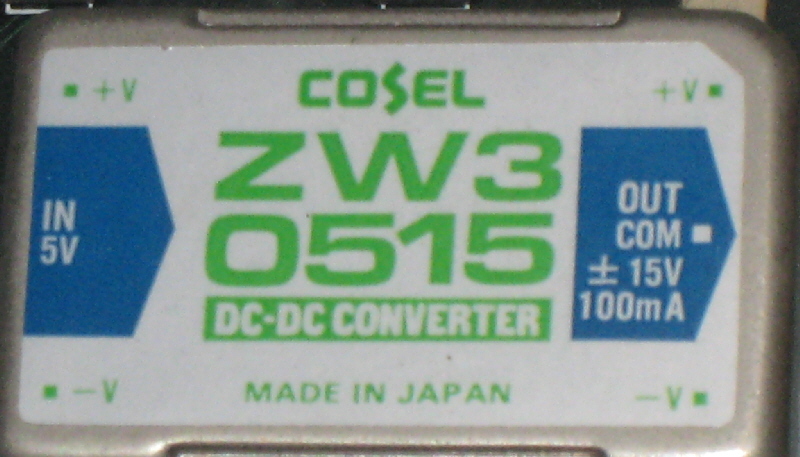 COSEL
+V
+V
ZW3
0515
DC-DC CONVERTER
IN
5V
OUT
COM
± 15V
100mA
−V
MADE IN JAPAN
−V